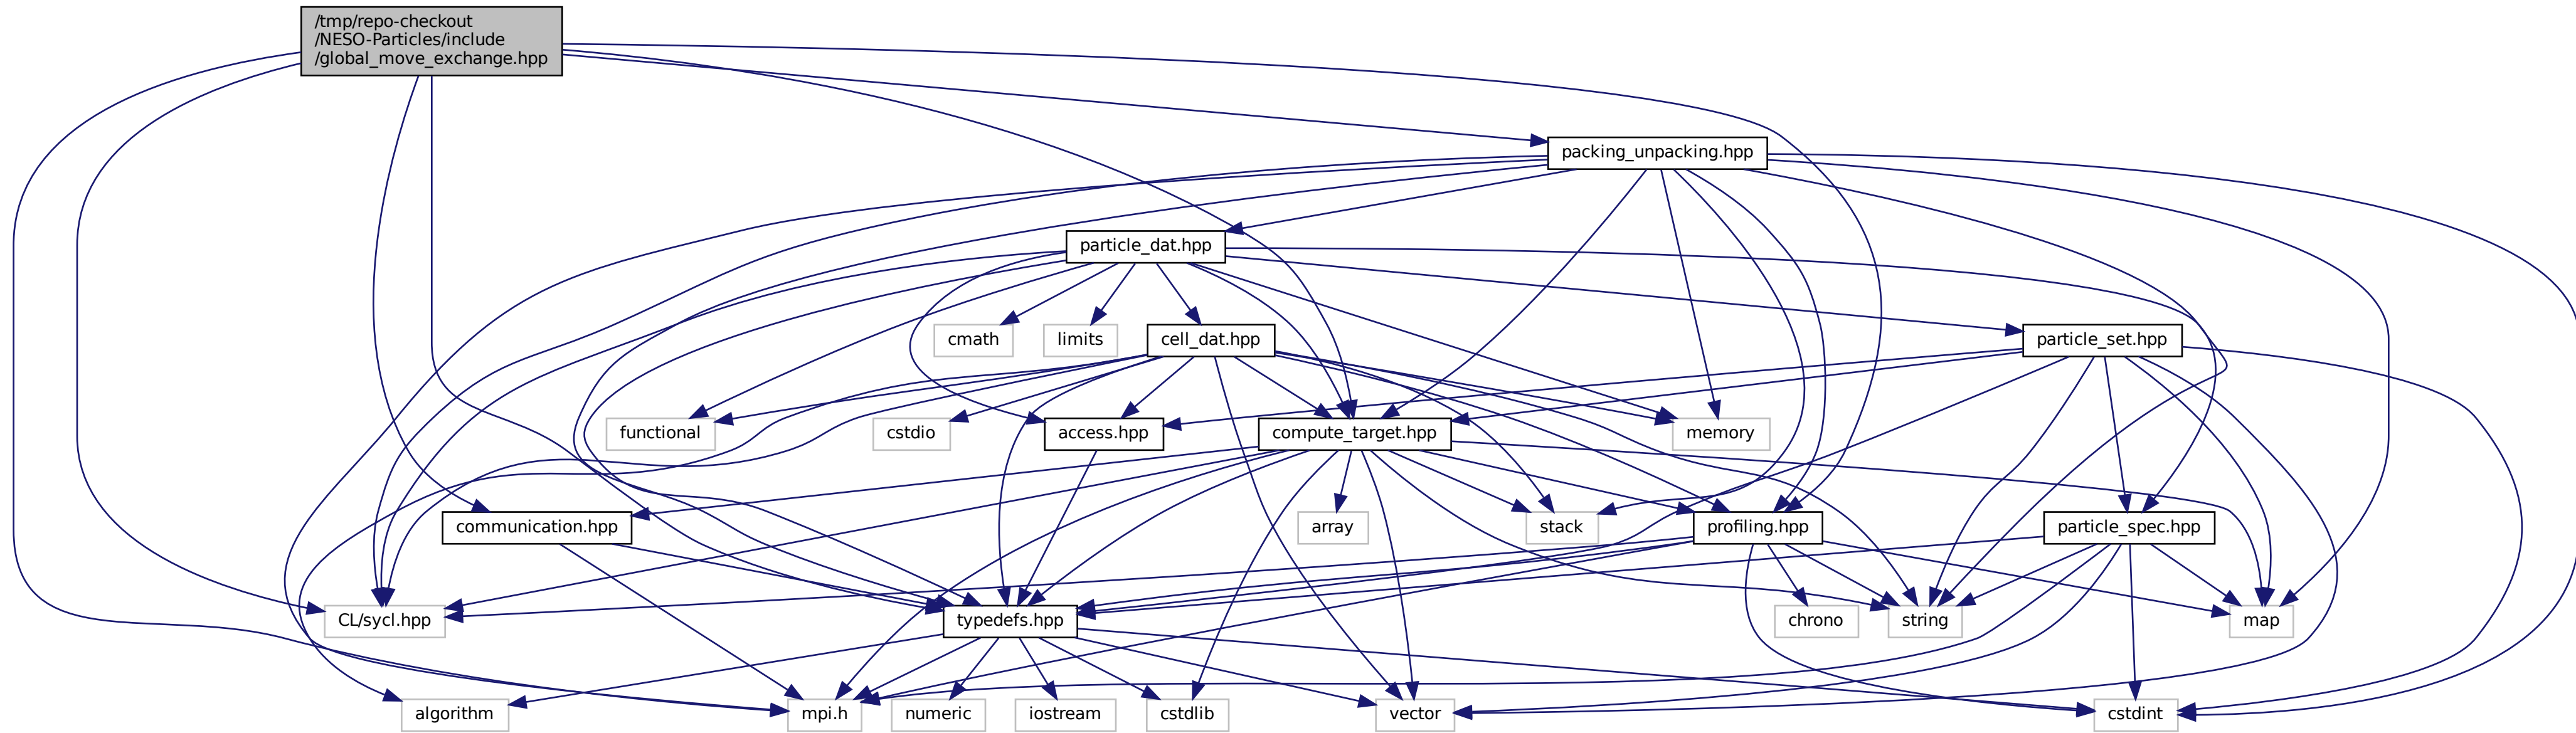 /tmp/repo-checkout
/NESO-Particles/include
/global_move_exchange.hpp
packing_unpacking.hpp
particle_dat.hpp
cmath
limits
cell_dat.hpp
particle_set.hpp
functional
cstdio
access.hpp
compute_target.hpp
memory
communication.hpp
array
stack
profiling.hpp
particle_spec.hpp
CL/sycl.hpp
typedefs.hpp
chrono
string
map
algorithm
mpi.h
numeric
iostream
cstdlib
vector
cstdint